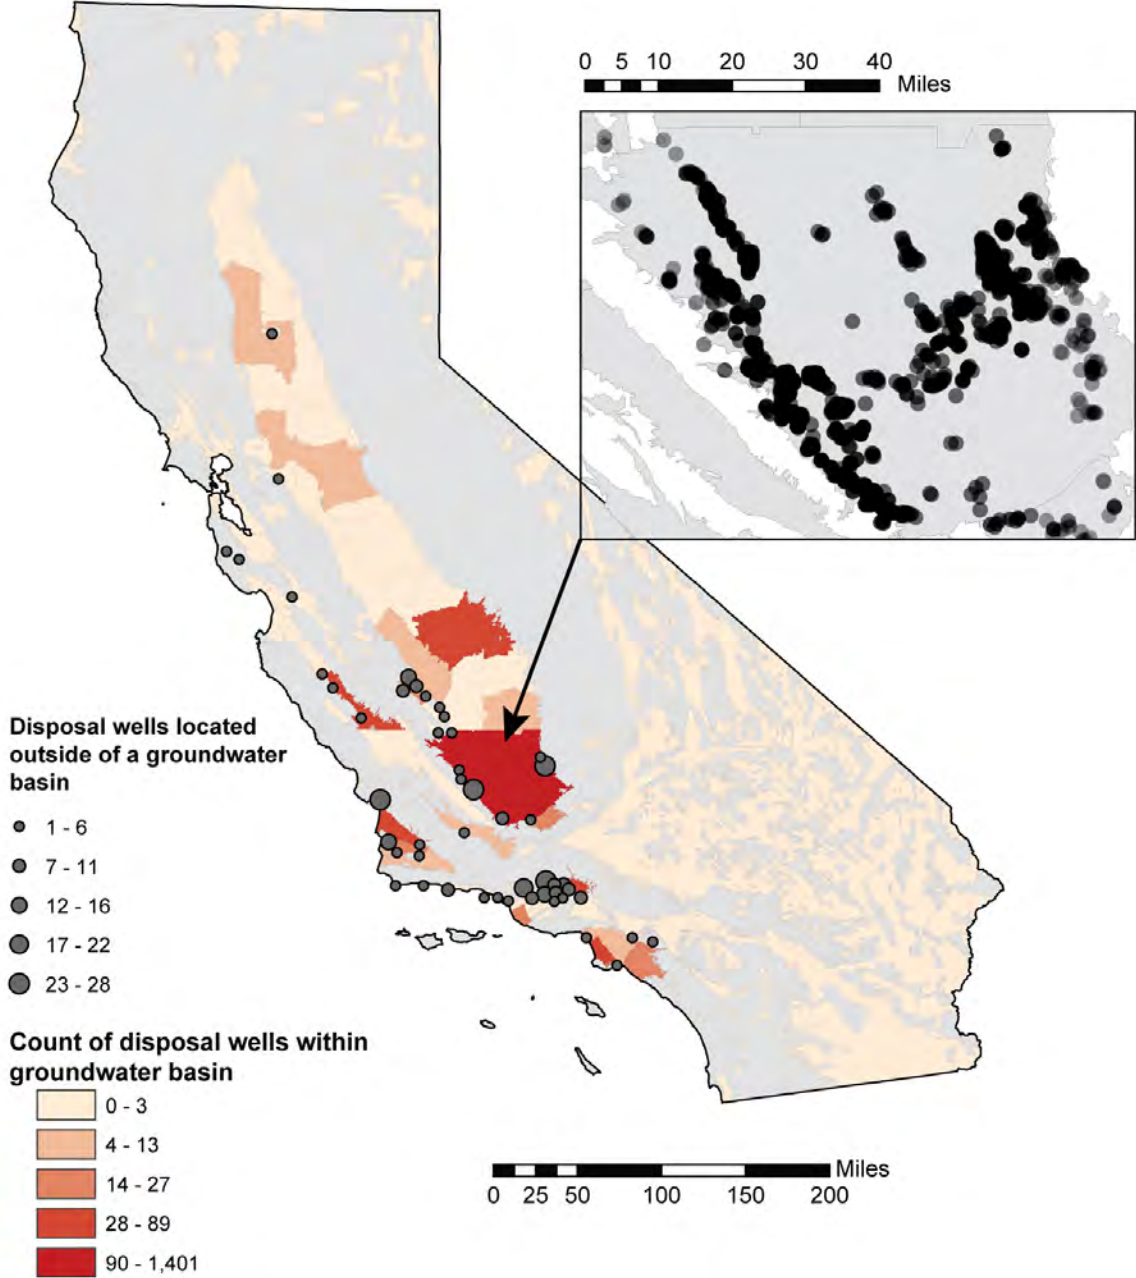 0 5 10 20 30 40
Miles
Disposal wells located
outside of a groundwater
basin
1 - 6
7 - 11
12 - 16
17 - 22
23 - 28
Count of disposal wells within
groundwater basin
0 - 3
4 - 13
14 - 27
28 - 89
90 - 1,401
Miles
0 25 50 100 150 200